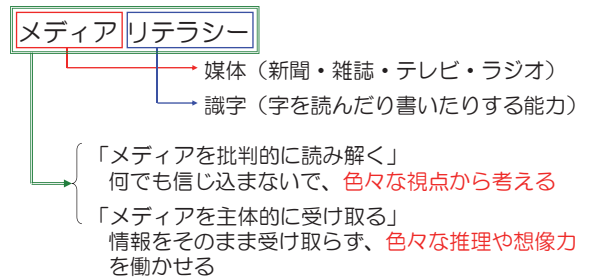 メディアリテラシー
媒体（新聞・雑誌・テレビ・ラジオ）
識字（字を読んだり書いたりする能力）
「メディアを批判的に読み解く」
何でも信じ込まないで、色々な視点から考える
「メディアを主体的に受け取る」
情報をそのまま受け取らず、色々な推理や想像力
を働かせる